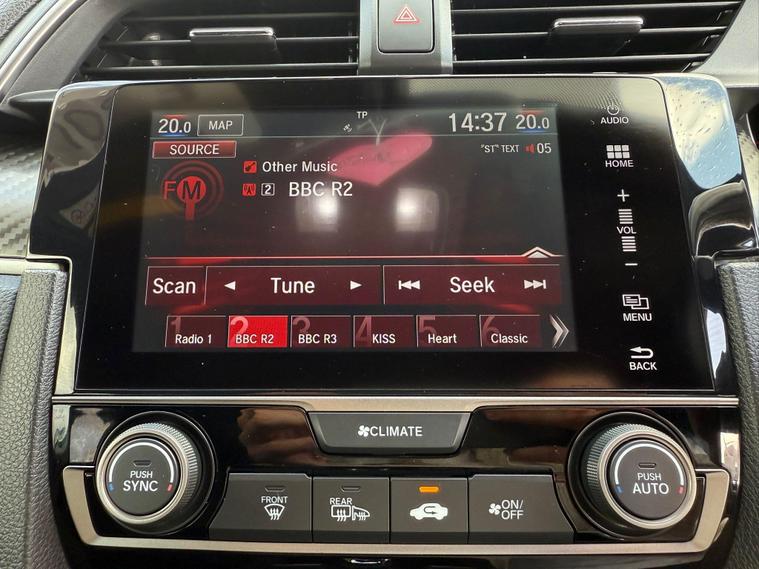 TP
20.0 MAP 14:37 20.0
AUDIO
SOURCE "ST" TEXT 05
FM Other Music
2 BBC R2
HOME
+
VOL
−
Scan Tune Seek
MENU
1 Radio 1 2 BBC R2 3 BBC R3 4 KISS 5 Heart 6 Classic
BACK
CLIMATE
PUSH SYNC
FRONT
REAR
ON/OFF
PUSH AUTO